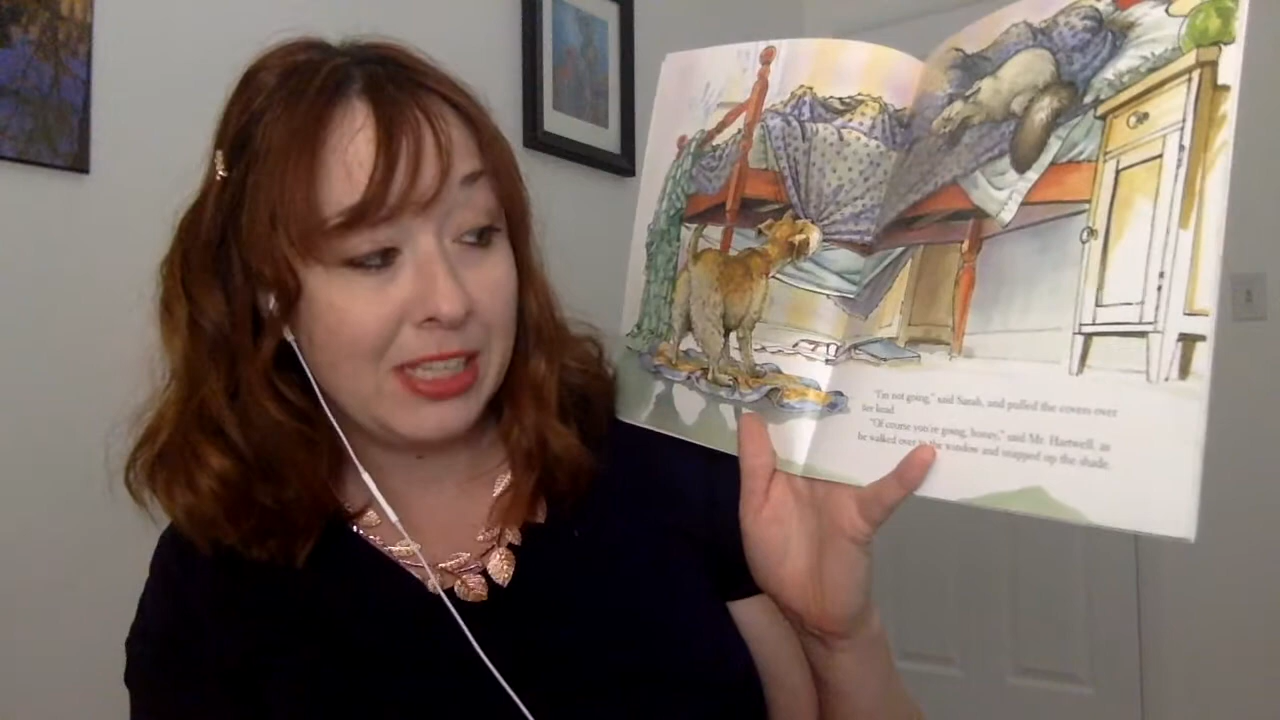 "I'm not going," said Sarah, and pulled the covers over
her head.
"Of course you're going, honey," said Mr. Hartwell, as
he walked over to the window and snapped up the shade.